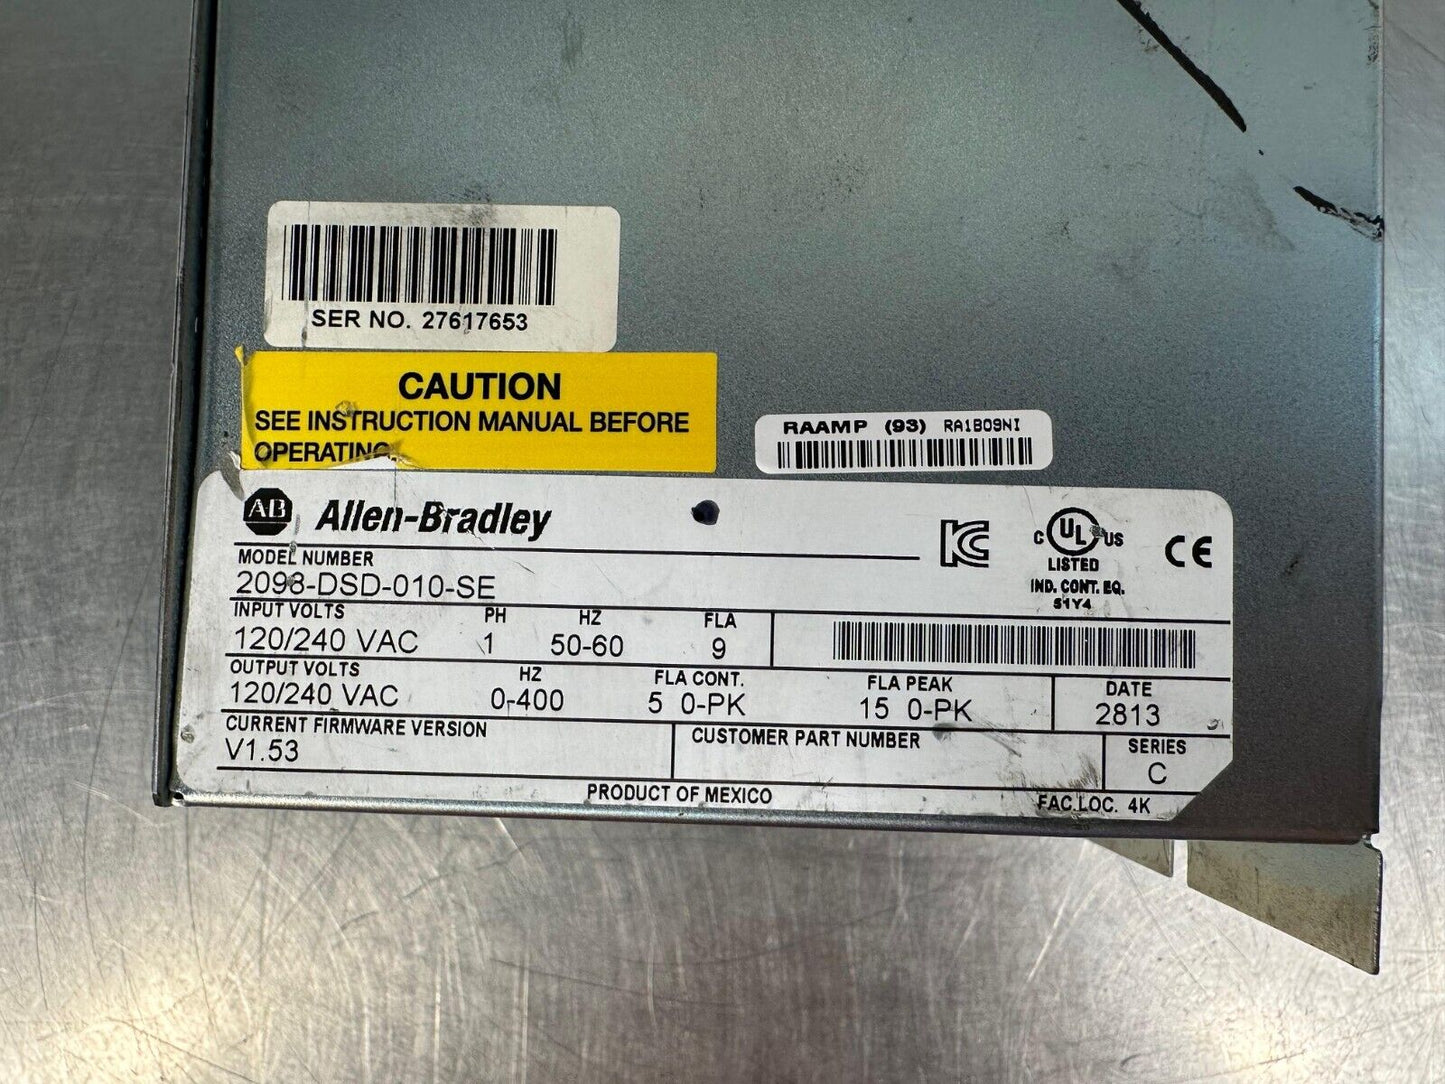 SER NO. 27617653
CAUTION
SEE INSTRUCTION MANUAL BEFORE
OPERATING.
RAAMP (93) RA1B09NI
AB Allen-Bradley
KC
C UL US
LISTED
IND. CONT. EQ.
51Y4
CE
MODEL NUMBER
2098-DSD-010-SE
INPUT VOLTS PH HZ FLA
120/240 VAC 1 50-60 9
OUTPUT VOLTS HZ FLA CONT. FLA PEAK DATE
120/240 VAC 0-400 5 0-PK 15 0-PK 2813
CURRENT FIRMWARE VERSION CUSTOMER PART NUMBER SERIES
V1.53 C
PRODUCT OF MEXICO FAC.LOC. 4K